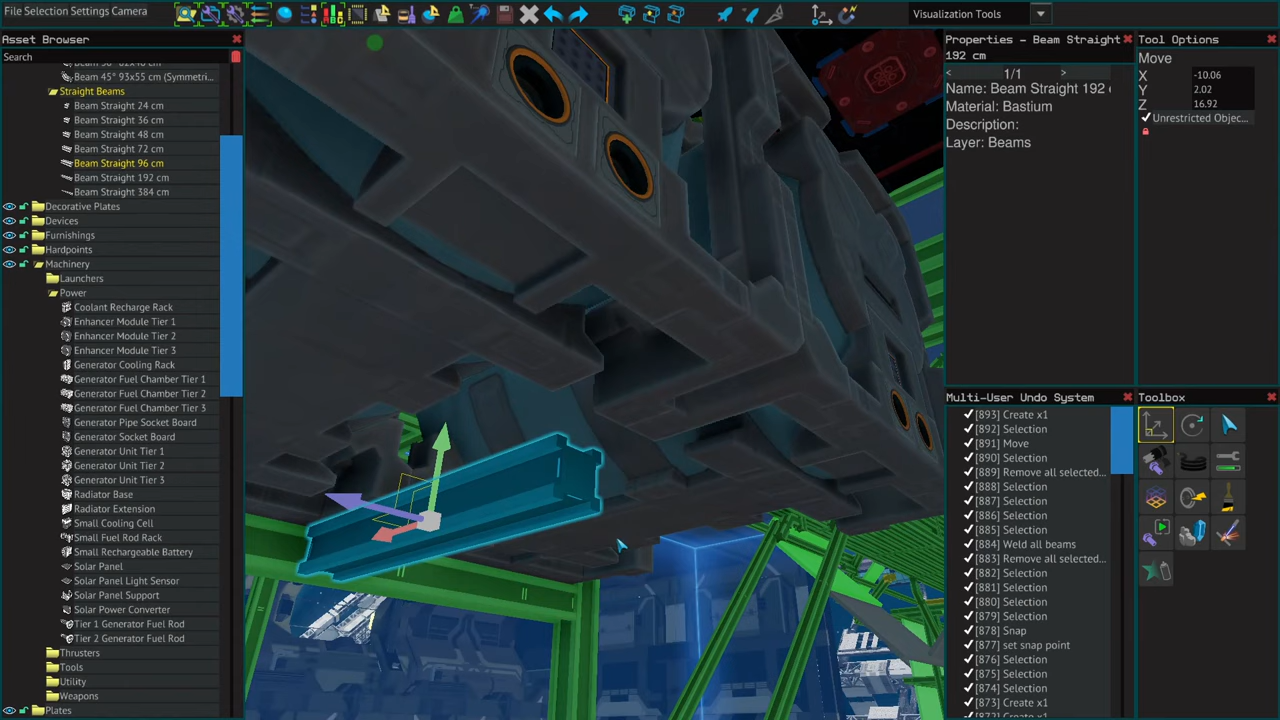 File Selection Settings Camera
Visualization Tools
Asset Browser
Search
Beam 45° 93x55 cm (Symmetri...
Straight Beams
Beam Straight 24 cm
Beam Straight 36 cm
Beam Straight 48 cm
Beam Straight 72 cm
Beam Straight 96 cm
Beam Straight 192 cm
Beam Straight 384 cm
Decorative Plates
Devices
Furnishings
Hardpoints
Machinery
Launchers
Power
Coolant Recharge Rack
Enhancer Module Tier 1
Enhancer Module Tier 2
Enhancer Module Tier 3
Generator Cooling Rack
Generator Fuel Chamber Tier 1
Generator Fuel Chamber Tier 2
Generator Fuel Chamber Tier 3
Generator Pipe Socket Board
Generator Socket Board
Generator Unit Tier 1
Generator Unit Tier 2
Generator Unit Tier 3
Radiator Base
Radiator Extension
Small Cooling Cell
Small Fuel Rod Rack
Small Rechargeable Battery
Solar Panel
Solar Panel Light Sensor
Solar Panel Support
Solar Power Converter
Tier 1 Generator Fuel Rod
Tier 2 Generator Fuel Rod
Thrusters
Tools
Utility
Weapons
Plates
Properties - Beam Straight
192 cm
< 1/1 >
Name: Beam Straight 192
Material: Bastium
Description:
Layer: Beams
Tool Options
Move
X -10.06
Y 2.02
Z 16.92
Unrestricted Objec...
Multi-User Undo System
[893] Create x1
[892] Selection
[891] Move
[890] Selection
[889] Remove all selected...
[888] Selection
[887] Selection
[886] Selection
[885] Selection
[884] Weld all beams
[883] Remove all selected...
[882] Selection
[881] Selection
[880] Selection
[879] Selection
[878] Snap
[877] set snap point
[876] Selection
[875] Selection
[874] Selection
[873] Create x1
Toolbox